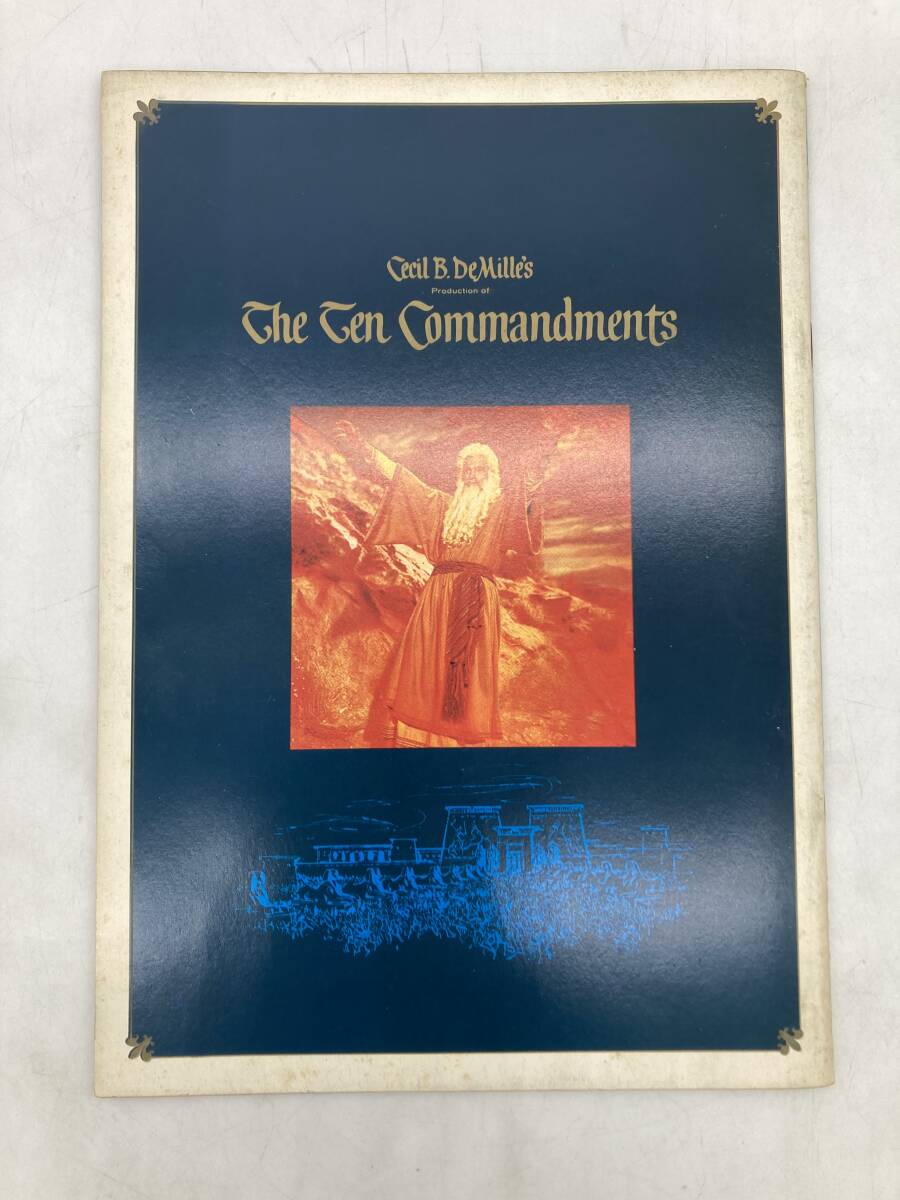 Cecil B. DeMille's
Production of
The Ten Commandments